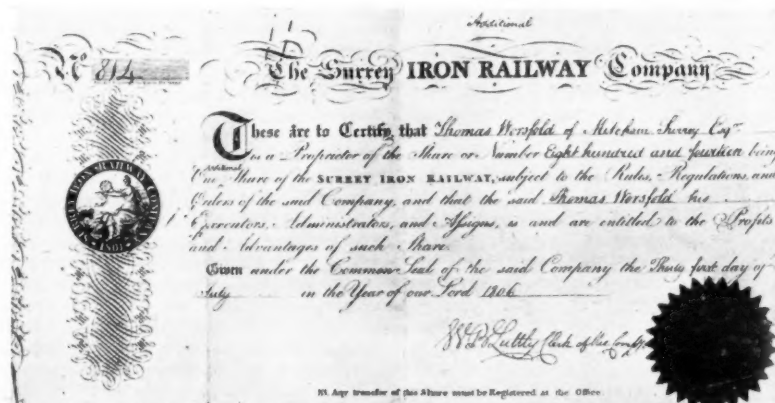 Additional
No 814
The Surrey IRON RAILWAY Company
These are to Certify, that Thomas Worsfold of Mitcham Surrey Esqr.
is a Proprietor of the Share or Number Eight hundred and fourteen being
Additional
One Share of the SURREY IRON RAILWAY, subject to the Rules, Regulations, and
Orders of the said Company, and that the said Thomas Worsfold his
Executors, Administrators, and Assigns, is and are entitled to the Profits
and Advantages of such Share.
Given under the Common Seal of the said Company the Thirty first day of
July in the Year of our Lord 1806
Clerk of the Compy.
NB. Any transfer of this Share must be Registered at the Office.
SURREY IRON RAILWAY COMPANY
1801